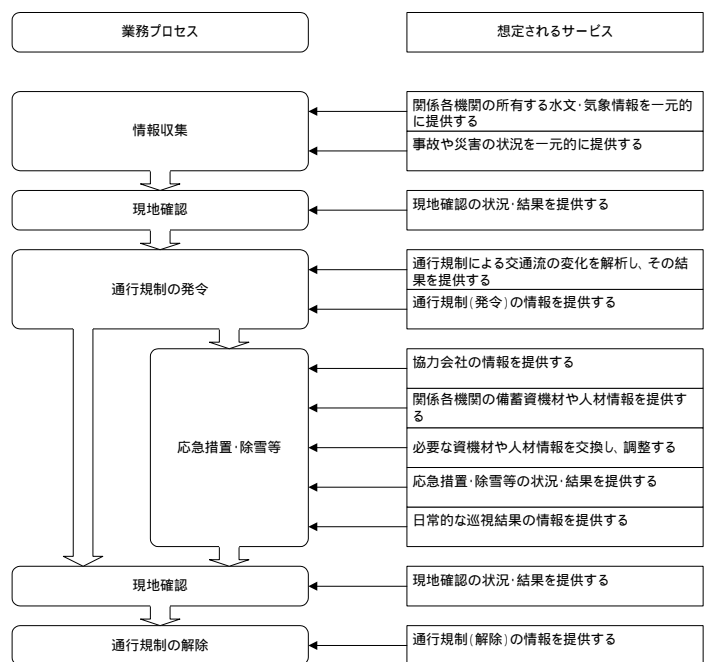 業務プロセス
想定されるサービス
情報収集
関係各機関の所有する水文・気象情報を一元的
に提供する
事故や災害の状況を一元的に提供する
現地確認
現地確認の状況・結果を提供する
通行規制の発令
通行規制による交通流の変化を解析し、その結
果を提供する
通行規制(発令)の情報を提供する
応急措置・除雪等
協力会社の情報を提供する
関係各機関の備蓄資機材や人材情報を提供す
る
必要な資機材や人材情報を交換し、調整する
応急措置・除雪等の状況・結果を提供する
日常的な巡視結果の情報を提供する
現地確認
現地確認の状況・結果を提供する
通行規制の解除
通行規制(解除)の情報を提供する